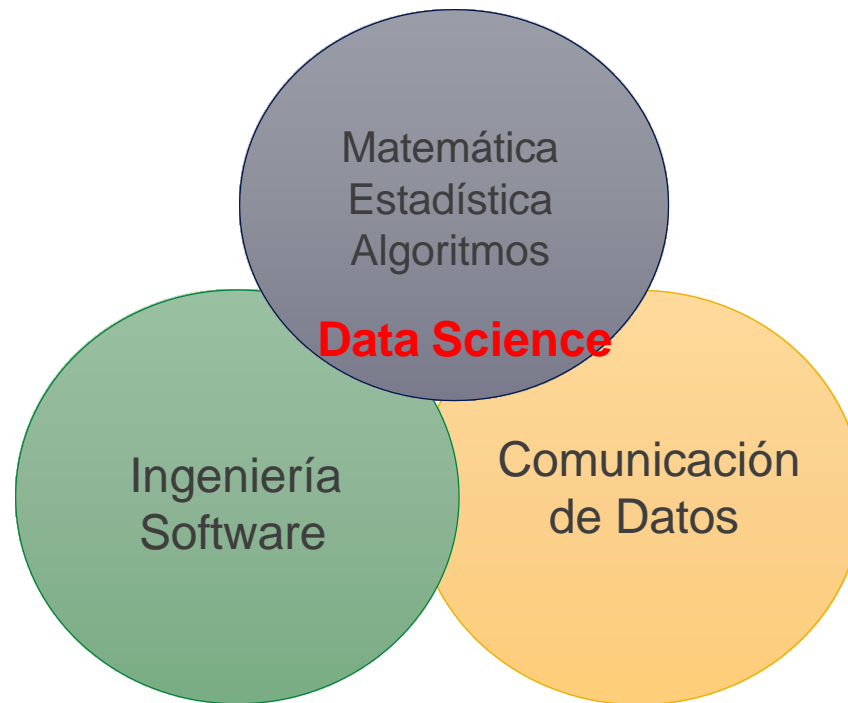 Matemática
Estadística
Algoritmos
Data Science
Ingeniería
Software
Comunicación
de Datos